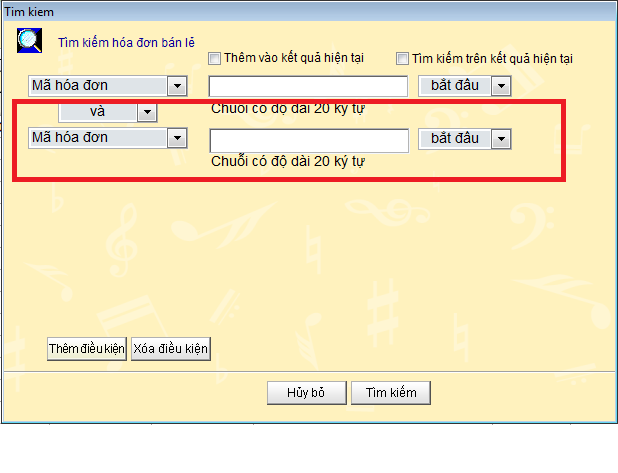 Tim kiem
Tìm kiếm hóa đơn bán lẻ
Thêm vào kết quả hiện tại
Tìm kiếm trên kết quả hiện tại
Mã hóa đơn
bắt đầu
Chuỗi có độ dài 20 ký tự
và
Mã hóa đơn
bắt đầu
Chuỗi có độ dài 20 ký tự
Thêm điều kiện
Xóa điều kiện
Hủy bỏ
Tìm kiếm